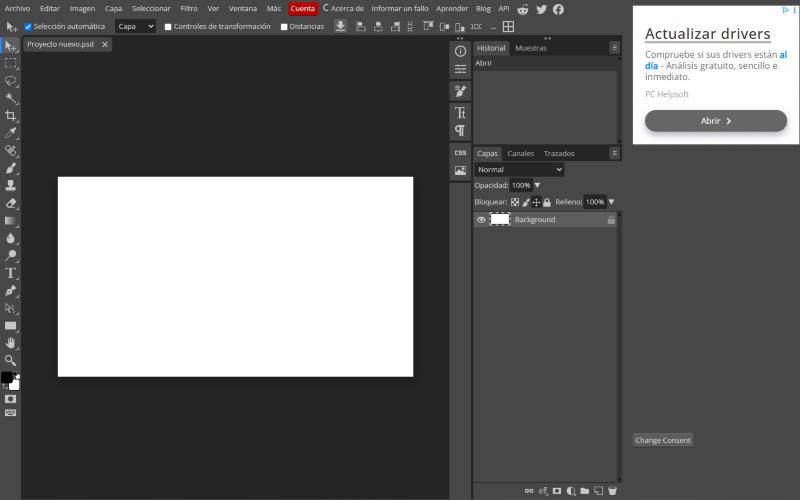 Archivo Editar Imagen Capa Seleccionar Filtro Ver Ventana Más Cuenta Acerca de Informar un fallo Aprender Blog API
Selección automática Capa Controles de transformación Distancias ...
Proyecto nuevo.psd
Historial Muestras
Abrir
CSS
Capas Canales Trazados
Normal
Opacidad: 100%
Bloquear: Relleno: 100%
Background
eff
Actualizar drivers
Compruebe si sus drivers están al
día - Análisis gratuito, sencillo e
inmediato.
PC Helpsoft
Abrir
Change Consent